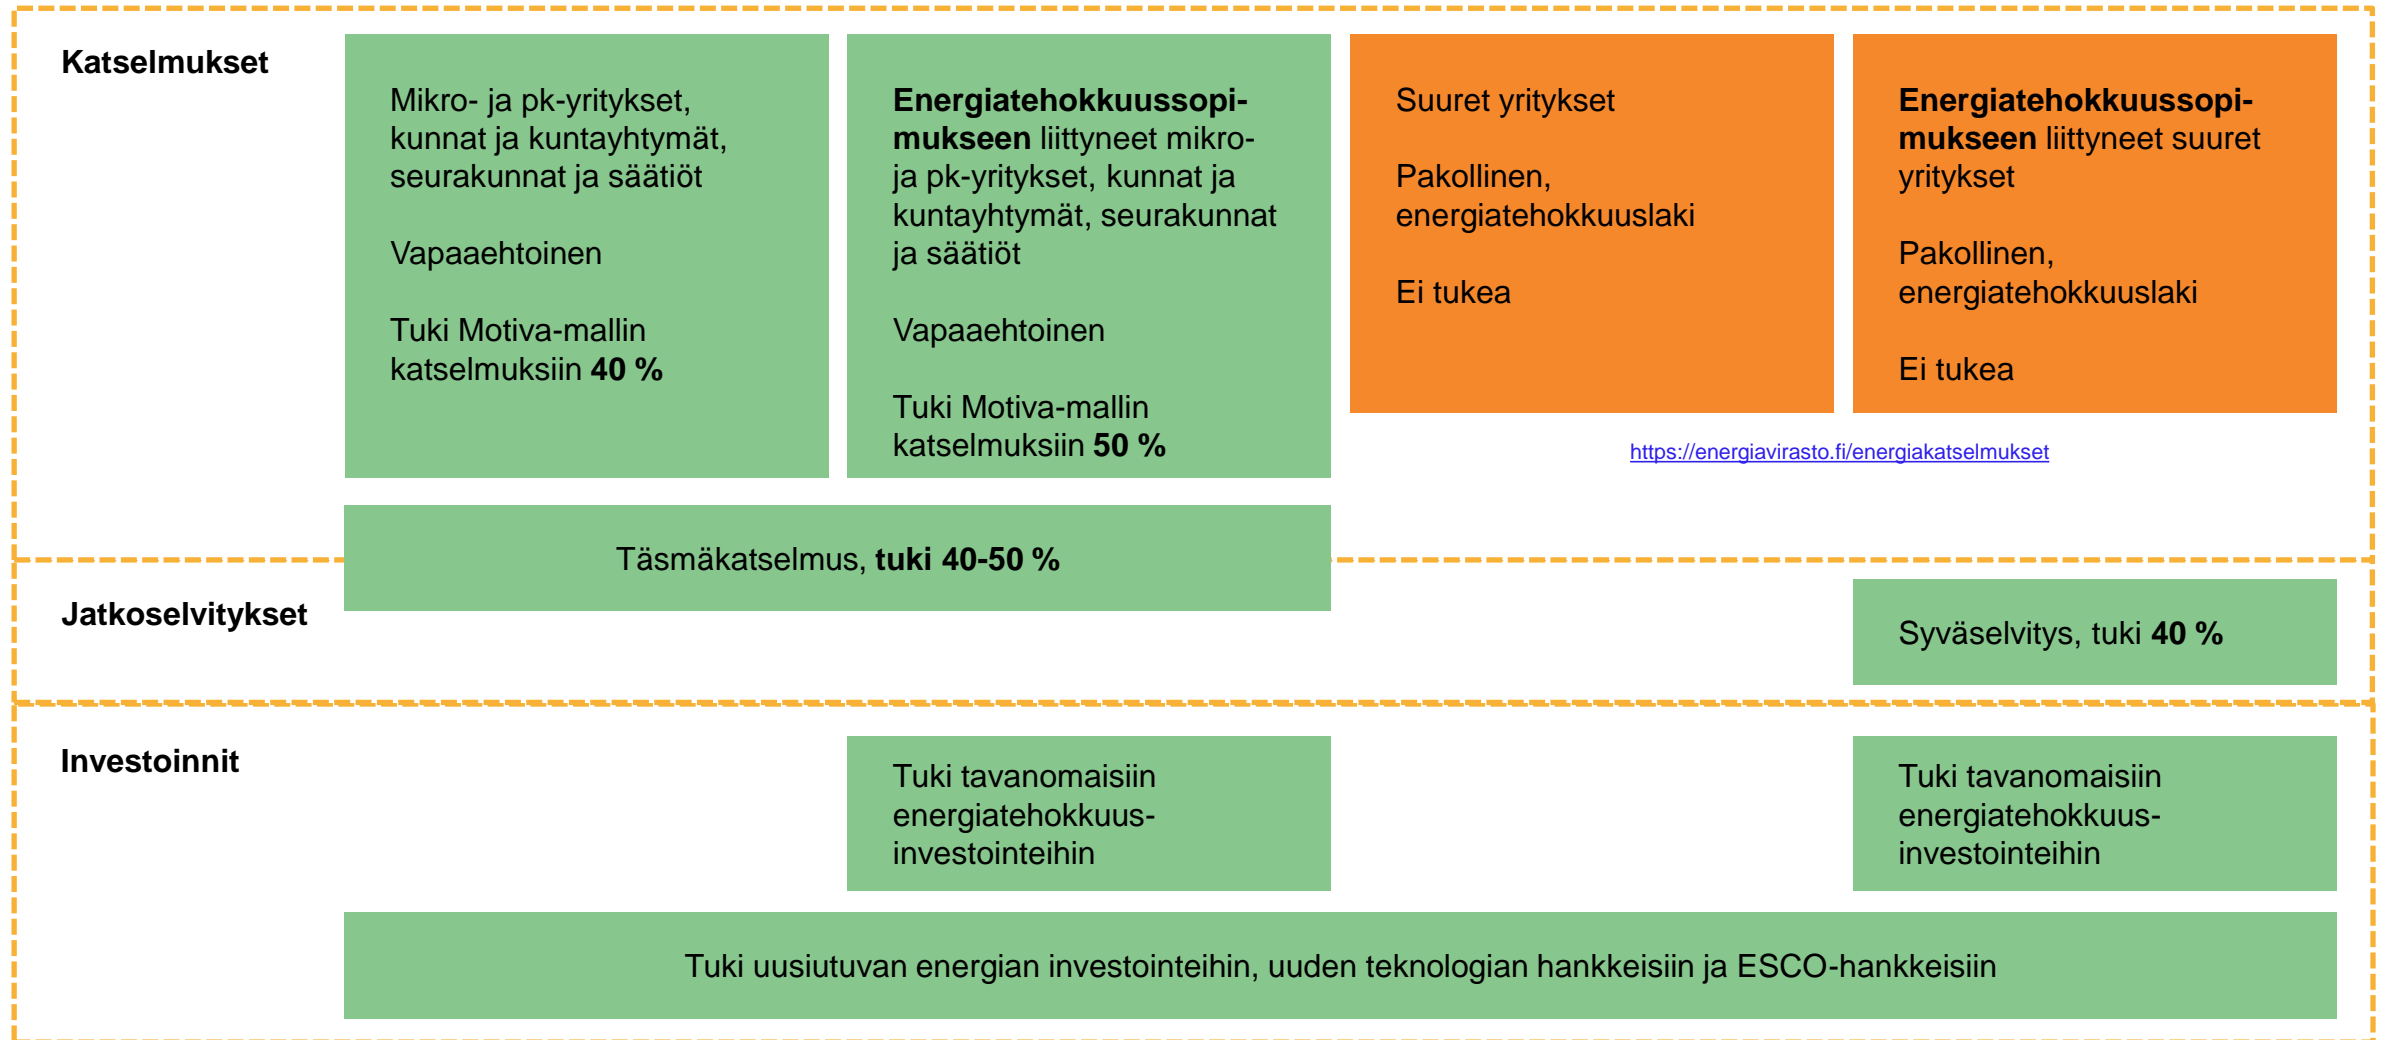 Katselmukset
Mikro- ja pk-yritykset,
kunnat ja kuntayhtymät,
seurakunnat ja säätiöt
Vapaaehtoinen
Tuki Motiva-mallin
katselmuksiin 40 %
Energiatehokkuussopi-
mukseen liittyneet mikro-
ja pk-yritykset, kunnat ja
kuntayhtymät, seurakunnat
ja säätiöt
Vapaaehtoinen
Tuki Motiva-mallin
katselmuksiin 50 %
Suuret yritykset
Pakollinen,
energiatehokkuuslaki
Ei tukea
Energiatehokkuussopi-
mukseen liittyneet suuret
yritykset
Pakollinen,
energiatehokkuuslaki
Ei tukea
https://energiavirasto.fi/energiakatselmukset
Täsmäkatselmus, tuki 40-50 %
Jatkoselvitykset
Syväselvitys, tuki 40 %
Investoinnit
Tuki tavanomaisiin
energiatehokkuus-
investointeihin
Tuki tavanomaisiin
energiatehokkuus-
investointeihin
Tuki uusiutuvan energian investointeihin, uuden teknologian hankkeisiin ja ESCO-hankkeisiin